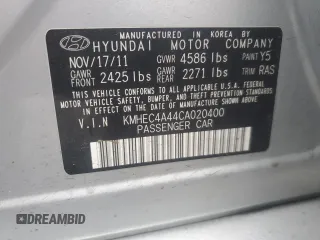 MANUFACTURED IN KOREA BY
HYUNDAI MOTOR COMPANY
NOV/17/11 GVWR 4586 lbs PAINT Y5
GAWR FRONT 2425 lbs GAWR REAR 2271 lbs TRIM RAS
THIS VEHICLE CONFORMS TO ALL APPLICABLE U.S.A. FEDERAL
MOTOR VEHICLE SAFETY, BUMPER, AND THEFT PREVENTION
STANDARDS IN EFFECT ON THE DATE OF MANUFACTURE SHOWN ABOVE.
V.I.N KMHEC4A44CA020400
PASSENGER CAR
DREAMBID